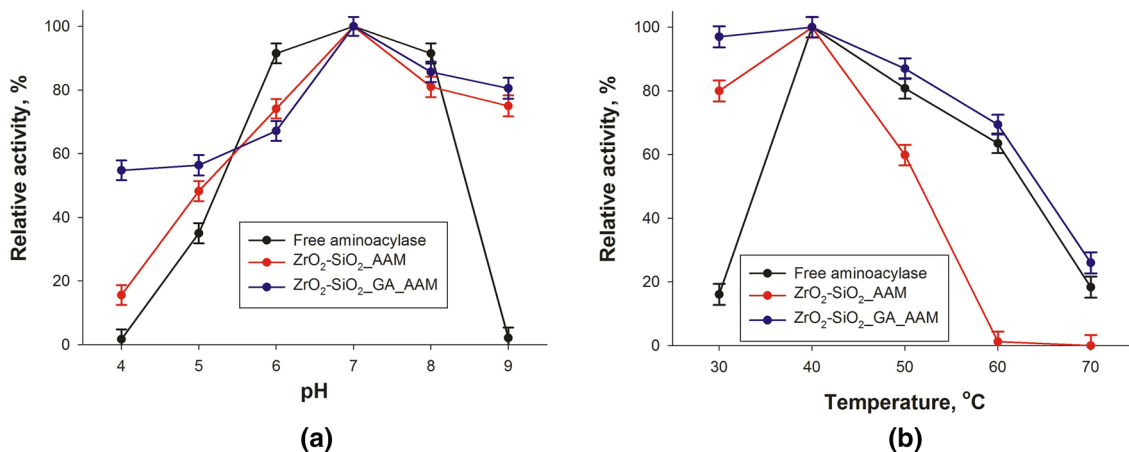 Relative activity, %
100
80
60
40
20
0
Free aminoacylase
ZrO₂-SiO₂_AAM
ZrO₂-SiO₂_GA_AAM
4 5 6 7 8 9
pH
(a)
Relative activity, %
100
80
60
40
20
0
Free aminoacylase
ZrO₂-SiO₂_AAM
ZrO₂-SiO₂_GA_AAM
30 40 50 60 70
Temperature, ᵒC
(b)